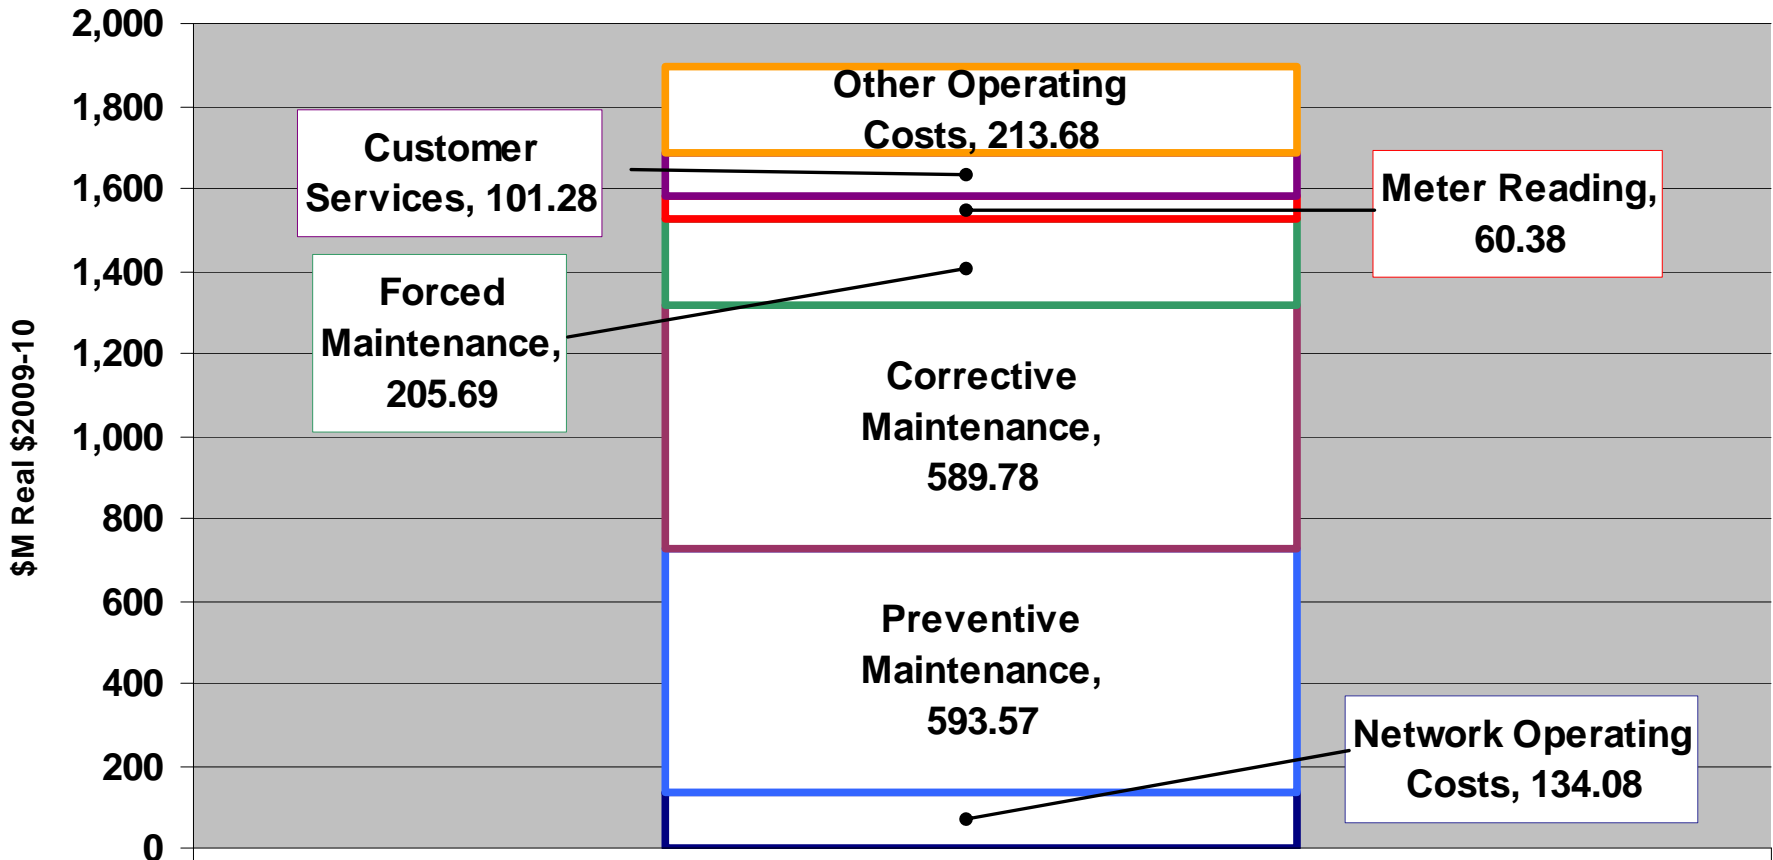 2,000
1,800
1,600
1,400
1,200
1,000
800
600
400
200
0
$M Real $2009-10
Other Operating
Costs, 213.68
Customer
Services, 101.28
Meter Reading,
60.38
Forced
Maintenance,
205.69
Corrective
Maintenance,
589.78
Preventive
Maintenance,
593.57
Network Operating
Costs, 134.08